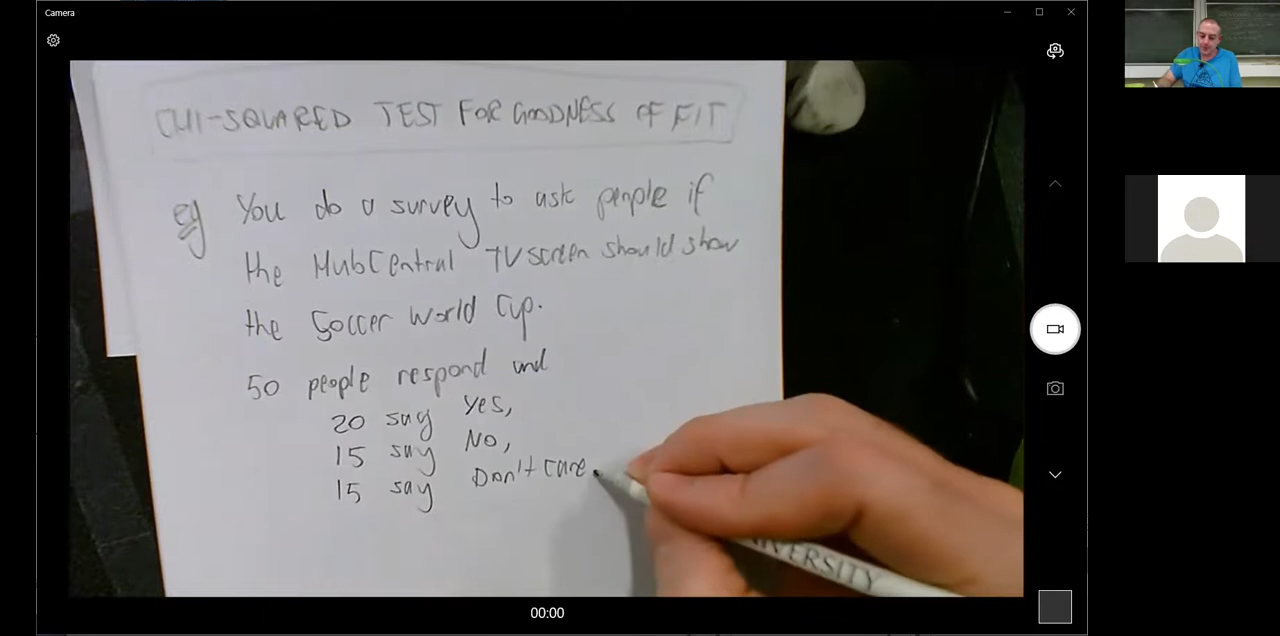 Camera
CHI-SQUARED TEST FOR GOODNESS OF FIT
eg You do a survey to ask people if
the HubCentral TV screen should show
the Soccer World Cup.
50 people respond and
20 say Yes,
15 say No,
15 say Don't care
VERSITY
00:00